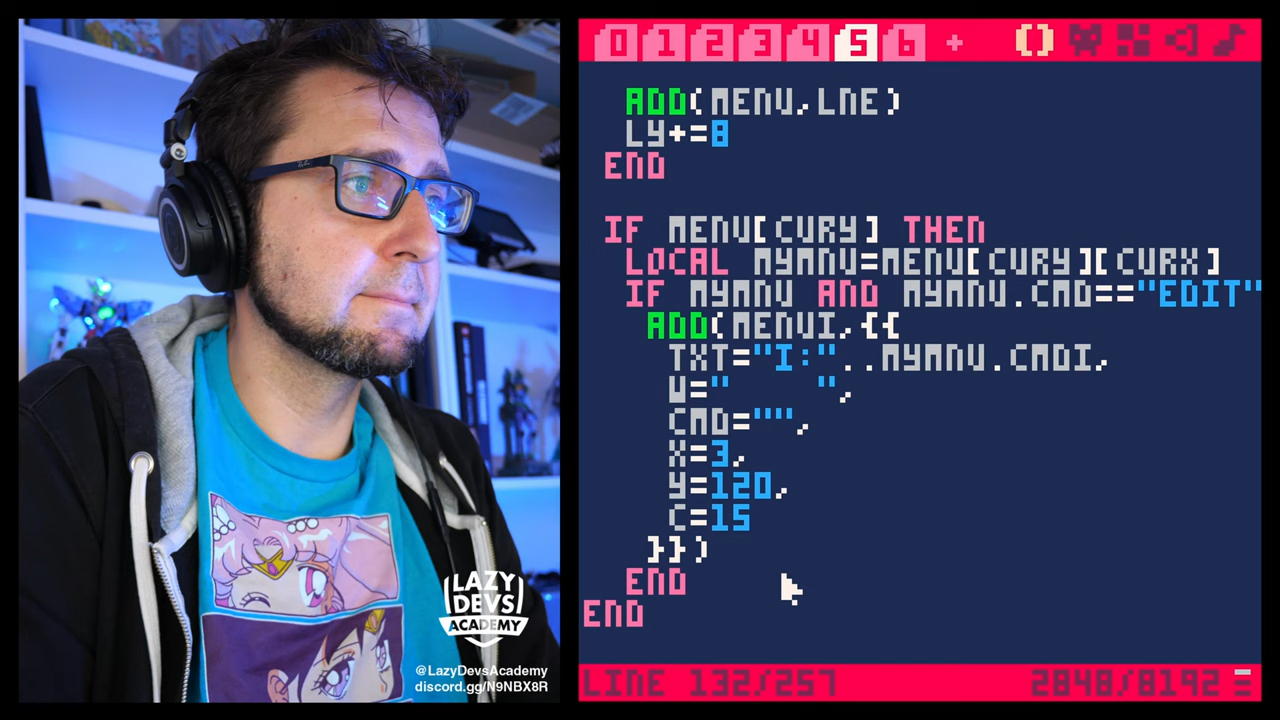 0 1 2 3 4 5 6 +
ADD(MENU,LNE)
LY+=8
END
IF MENU[CURY] THEN
LOCAL MYMNU=MENU[CURY][CURX]
IF MYMNU AND MYMNU.CMD=="EDIT"
ADD(MENUI,{{
TXT="I:"..MYMNU.CMDI,
W="     ",
CMD="",
X=3,
Y=120,
C=15
}})
END
END
LINE 132/257 2848/8192
LAZY
DEVS
ACADEMY
@LazyDevsAcademy
discord.gg/N9NBX8R